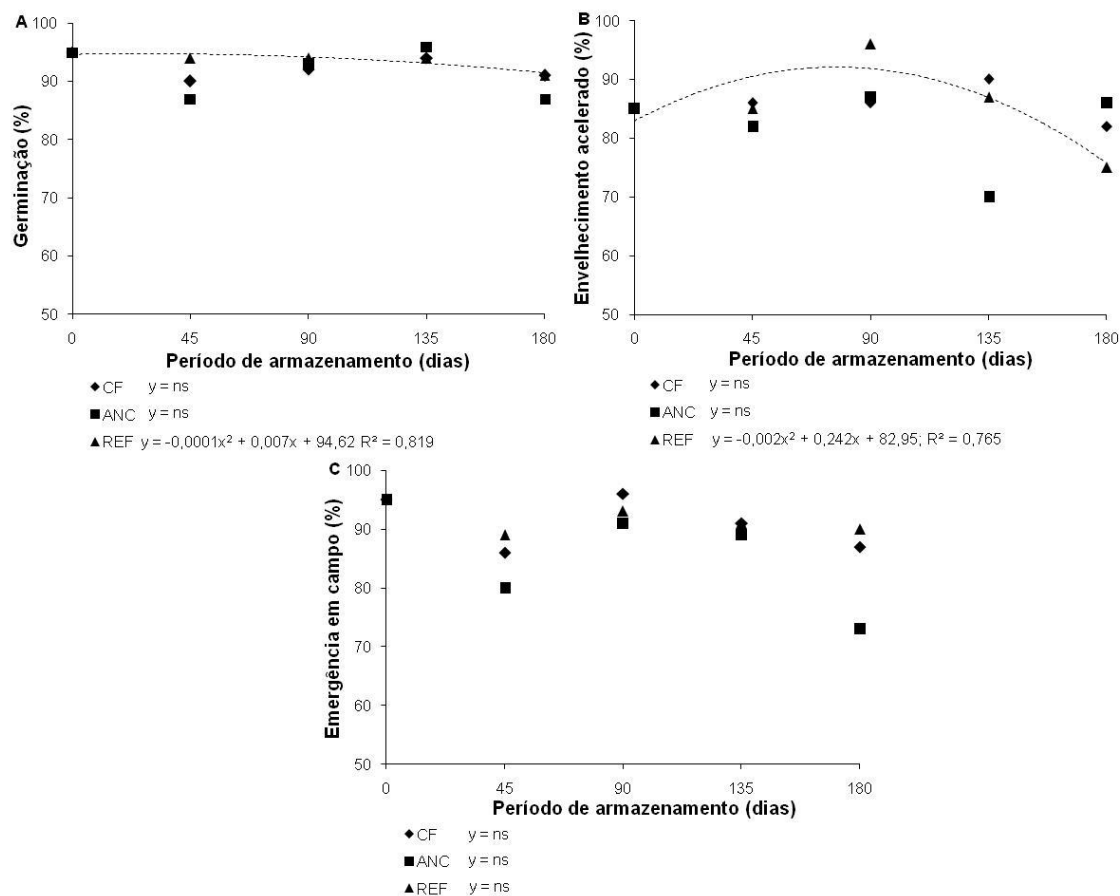 A
Germinação (%)
100
90
80
70
60
50
0 45 90 135 180
Período de armazenamento (dias)
CF y = ns
ANC y = ns
REF y = -0,0001x² + 0,007x + 94,62 R² = 0,819
B
Envelhecimento acelerado (%)
100
90
80
70
60
50
0 45 90 135 180
Período de armazenamento (dias)
CF y = ns
ANC y = ns
REF y = -0,002x² + 0,242x + 82,95; R² = 0,765
C
Emergência em campo (%)
100
90
80
70
60
50
0 45 90 135 180
Período de armazenamento (dias)
CF y = ns
ANC y = ns
REF y = ns